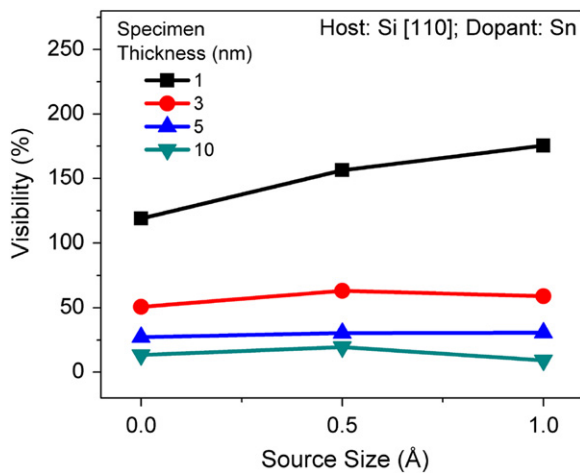 Host: Si [110]; Dopant: Sn
Specimen
Thickness (nm)
1
3
5
10
Visibility (%)
250
200
150
100
50
0
0.0
0.5
1.0
Source Size (Å)